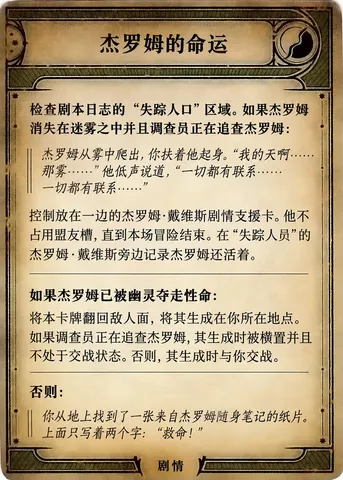 杰罗姆的命运
检查剧本日志的“失踪人口”区域。如果杰罗姆
消失在迷雾之中并且调查员正在追查杰罗姆：
杰罗姆从雾中爬出，你扶着他起身。“我的天啊……
那雾……”他低声说道，“一切都有联系……
一切都有联系……”
控制放在一边的杰罗姆·戴维斯剧情支援卡。他不
占用盟友槽，直到本场冒险结束。在“失踪人员”的
杰罗姆·戴维斯旁边记录杰罗姆还活着。
如果杰罗姆已被幽灵夺走性命：
将本卡牌翻回敌人面，将其生成在你所在地点。
如果调查员正在追查杰罗姆，其生成时被横置并且
不处于交战状态。否则，其生成时与你交战。
否则：
你从地上找到了一张来自杰罗姆随身笔记的纸片。
上面只写着两个字：“救命！”
剧情